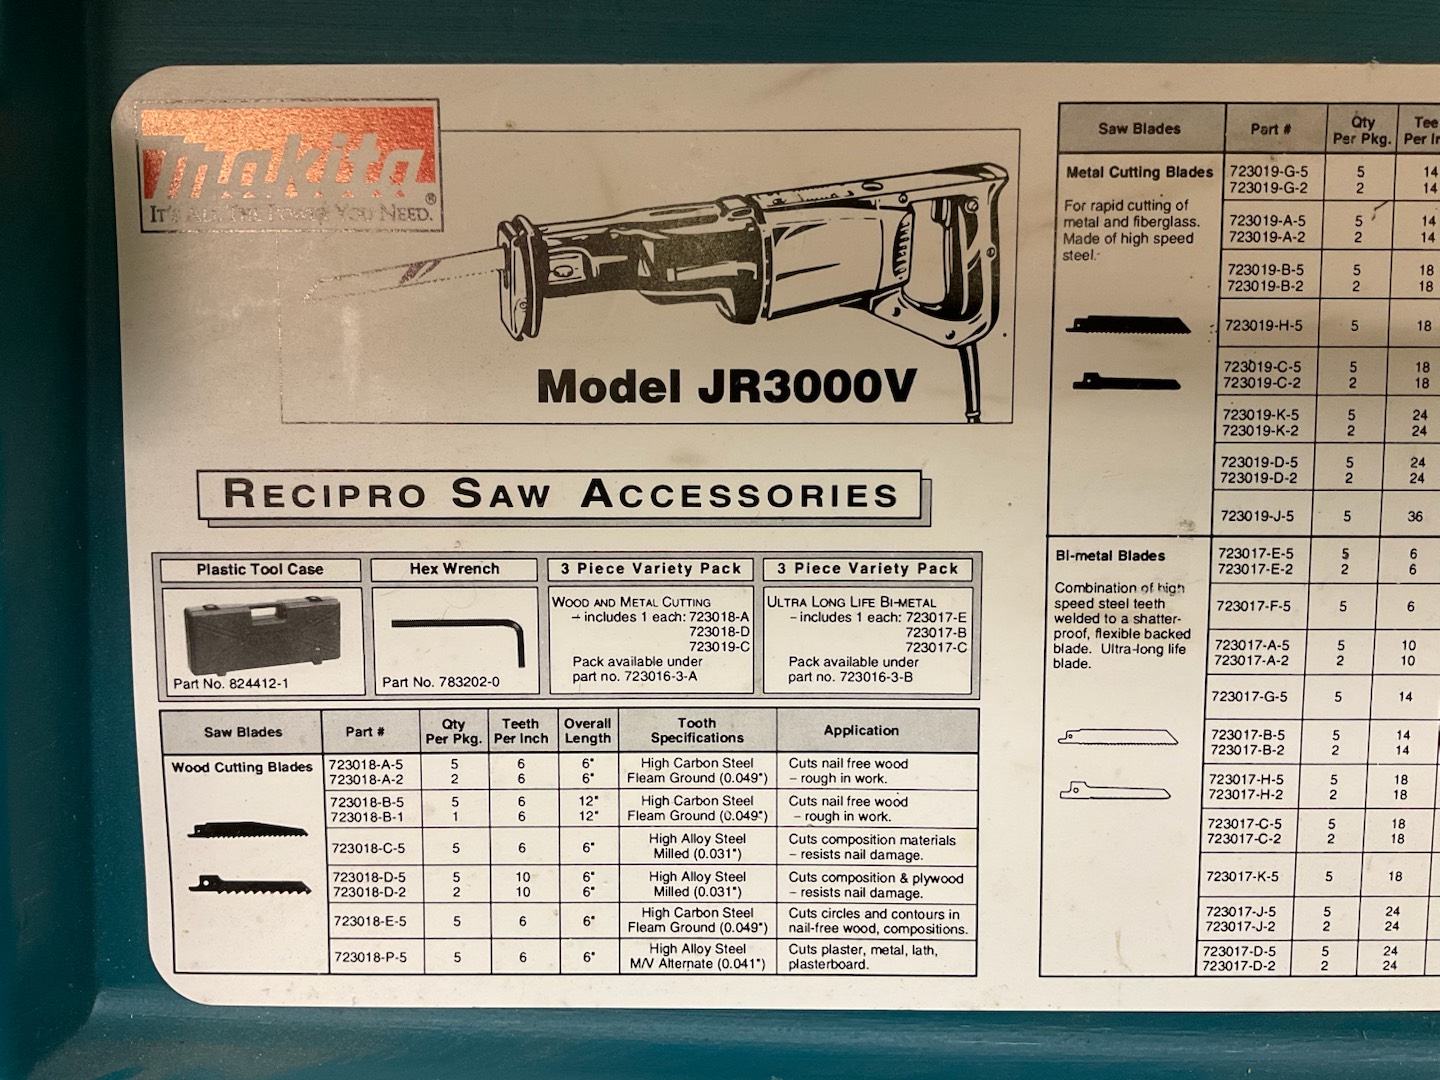 Makita®
IT'S ALL THE POWER YOU NEED.
Model JR3000V
RECIPRO SAW ACCESSORIES
Plastic Tool Case
Part No. 824412-1
Hex Wrench
Part No. 783202-0
3 Piece Variety Pack
WOOD AND METAL CUTTING
– includes 1 each: 723018-A
723018-D
723019-C
Pack available under
part no. 723016-3-A
3 Piece Variety Pack
ULTRA LONG LIFE BI-METAL
– includes 1 each: 723017-E
723017-B
723017-C
Pack available under
part no. 723016-3-B
Saw Blades Part # Qty Per Pkg. Teeth Per Inch Overall Length Tooth Specifications Application
Wood Cutting Blades
723018-A-5 5 6 6" High Carbon Steel Cuts nail free wood
723018-A-2 2 6 6" Fleam Ground (0.049") – rough in work.
723018-B-5 5 6 12" High Carbon Steel Cuts nail free wood
723018-B-1 1 6 12" Fleam Ground (0.049") – rough in work.
723018-C-5 5 6 6" High Alloy Steel Milled (0.031") Cuts composition materials – resists nail damage.
723018-D-5 5 10 6" High Alloy Steel Cuts composition & plywood
723018-D-2 2 10 6" Milled (0.031") – resists nail damage.
723018-E-5 5 6 6" High Carbon Steel Fleam Ground (0.049") Cuts circles and contours in nail-free wood, compositions.
723018-P-5 5 6 6" High Alloy Steel M/V Alternate (0.041") Cuts plaster, metal, lath, plasterboard.
Saw Blades Part # Qty Per Pkg.
Metal Cutting Blades
For rapid cutting of
metal and fiberglass.
Made of high speed
steel.
723019-G-5 5 14
723019-G-2 2 14
723019-A-5 5 14
723019-A-2 2 14
723019-B-5 5 18
723019-B-2 2 18
723019-H-5 5 18
723019-C-5 5 18
723019-C-2 2 18
723019-K-5 5 24
723019-K-2 2 24
723019-D-5 5 24
723019-D-2 2 24
723019-J-5 5 36
Bi-metal Blades
Combination of high
speed steel teeth
welded to a shatter-
proof, flexible backed
blade. Ultra-long life
blade.
723017-E-5 5 6
723017-E-2 2 6
723017-F-5 5 6
723017-A-5 5 10
723017-A-2 2 10
723017-G-5 5 14
723017-B-5 5 14
723017-B-2 2 14
723017-H-5 5 18
723017-H-2 2 18
723017-C-5 5 18
723017-C-2 2 18
723017-K-5 5 18
723017-J-5 5 24
723017-J-2 2 24
723017-D-5 5 24
723017-D-2 2 24